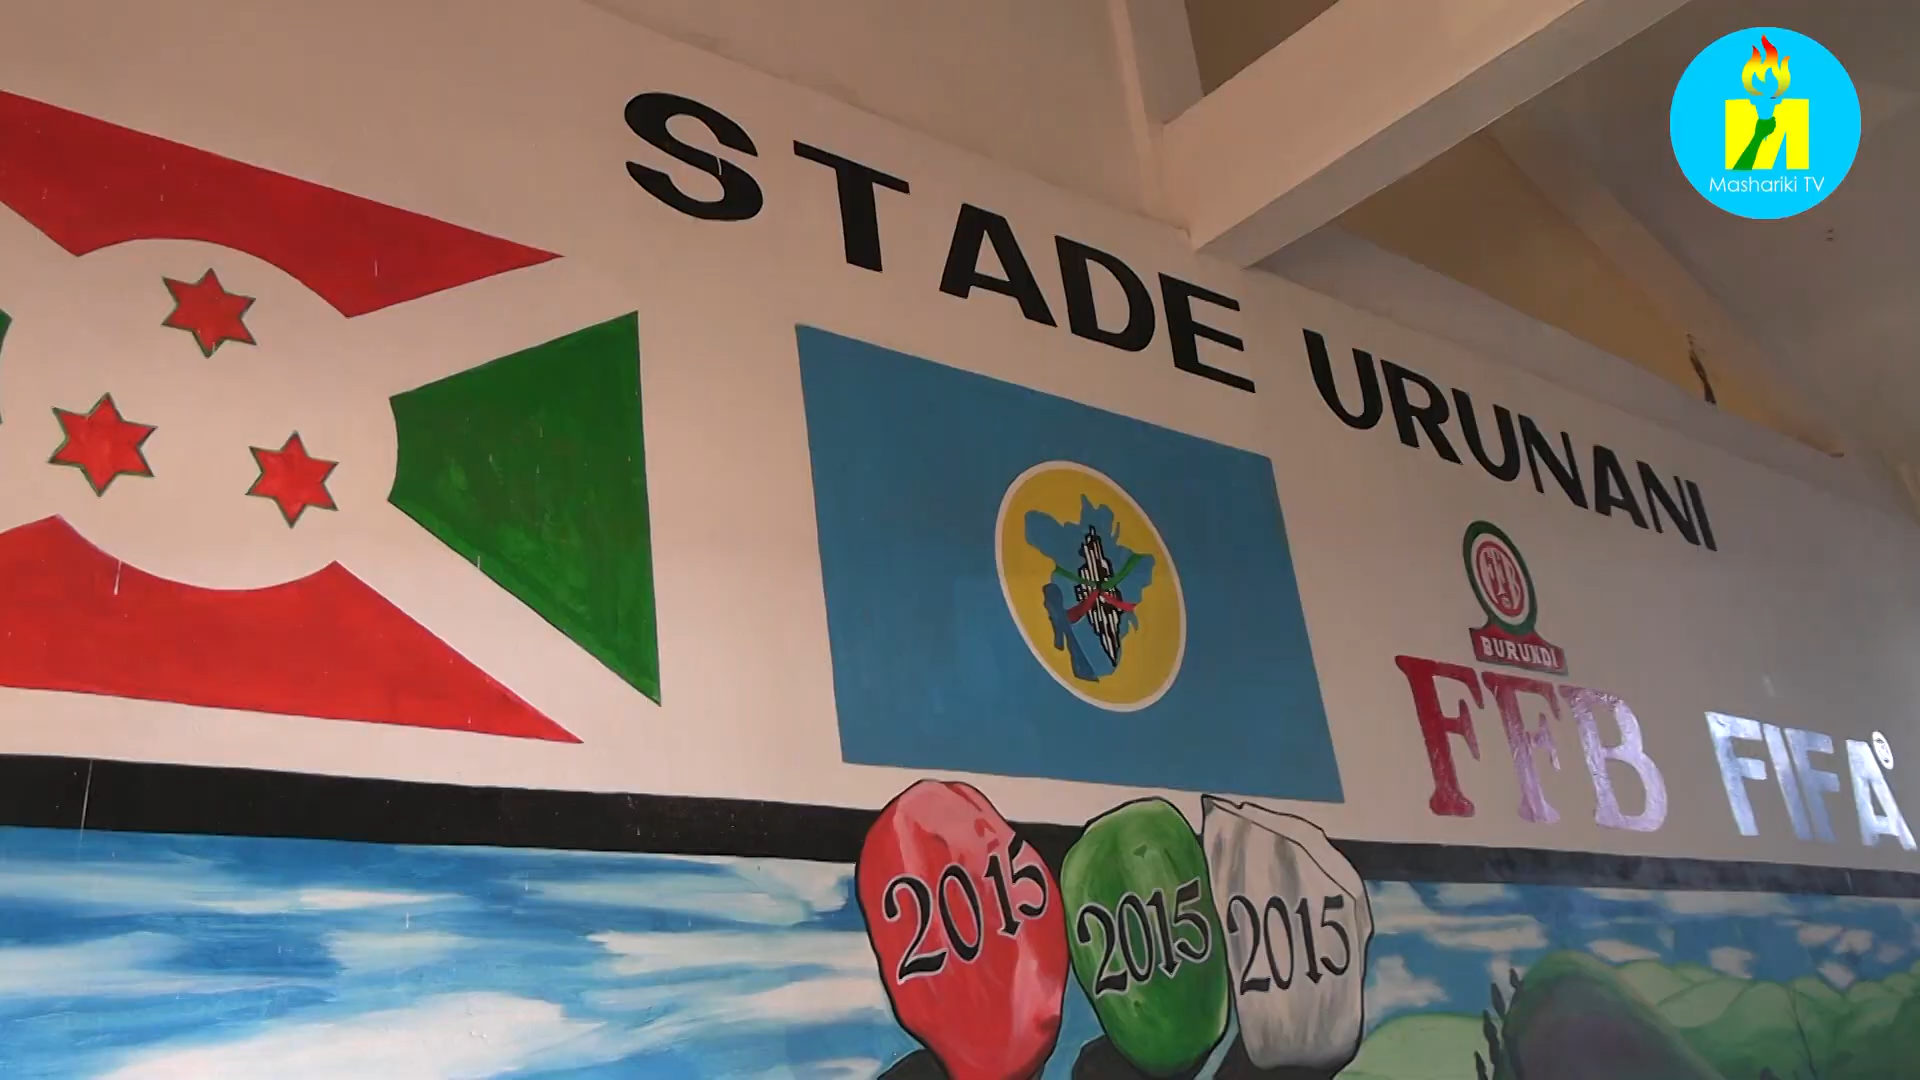 Mashariki TV
STADE URUNANI
FFB
BURUNDI
FFB FIFA
2015 2015 2015